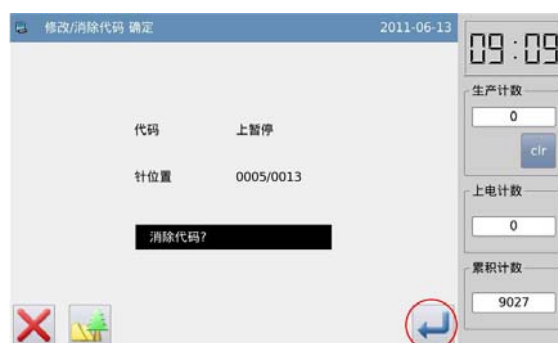 修改/消除代码 确定 2011-06-13
09:09
生产计数
0
clr
代码 上暂停
针位置 0005/0013
上电计数
0
消除代码?
累积计数
9027